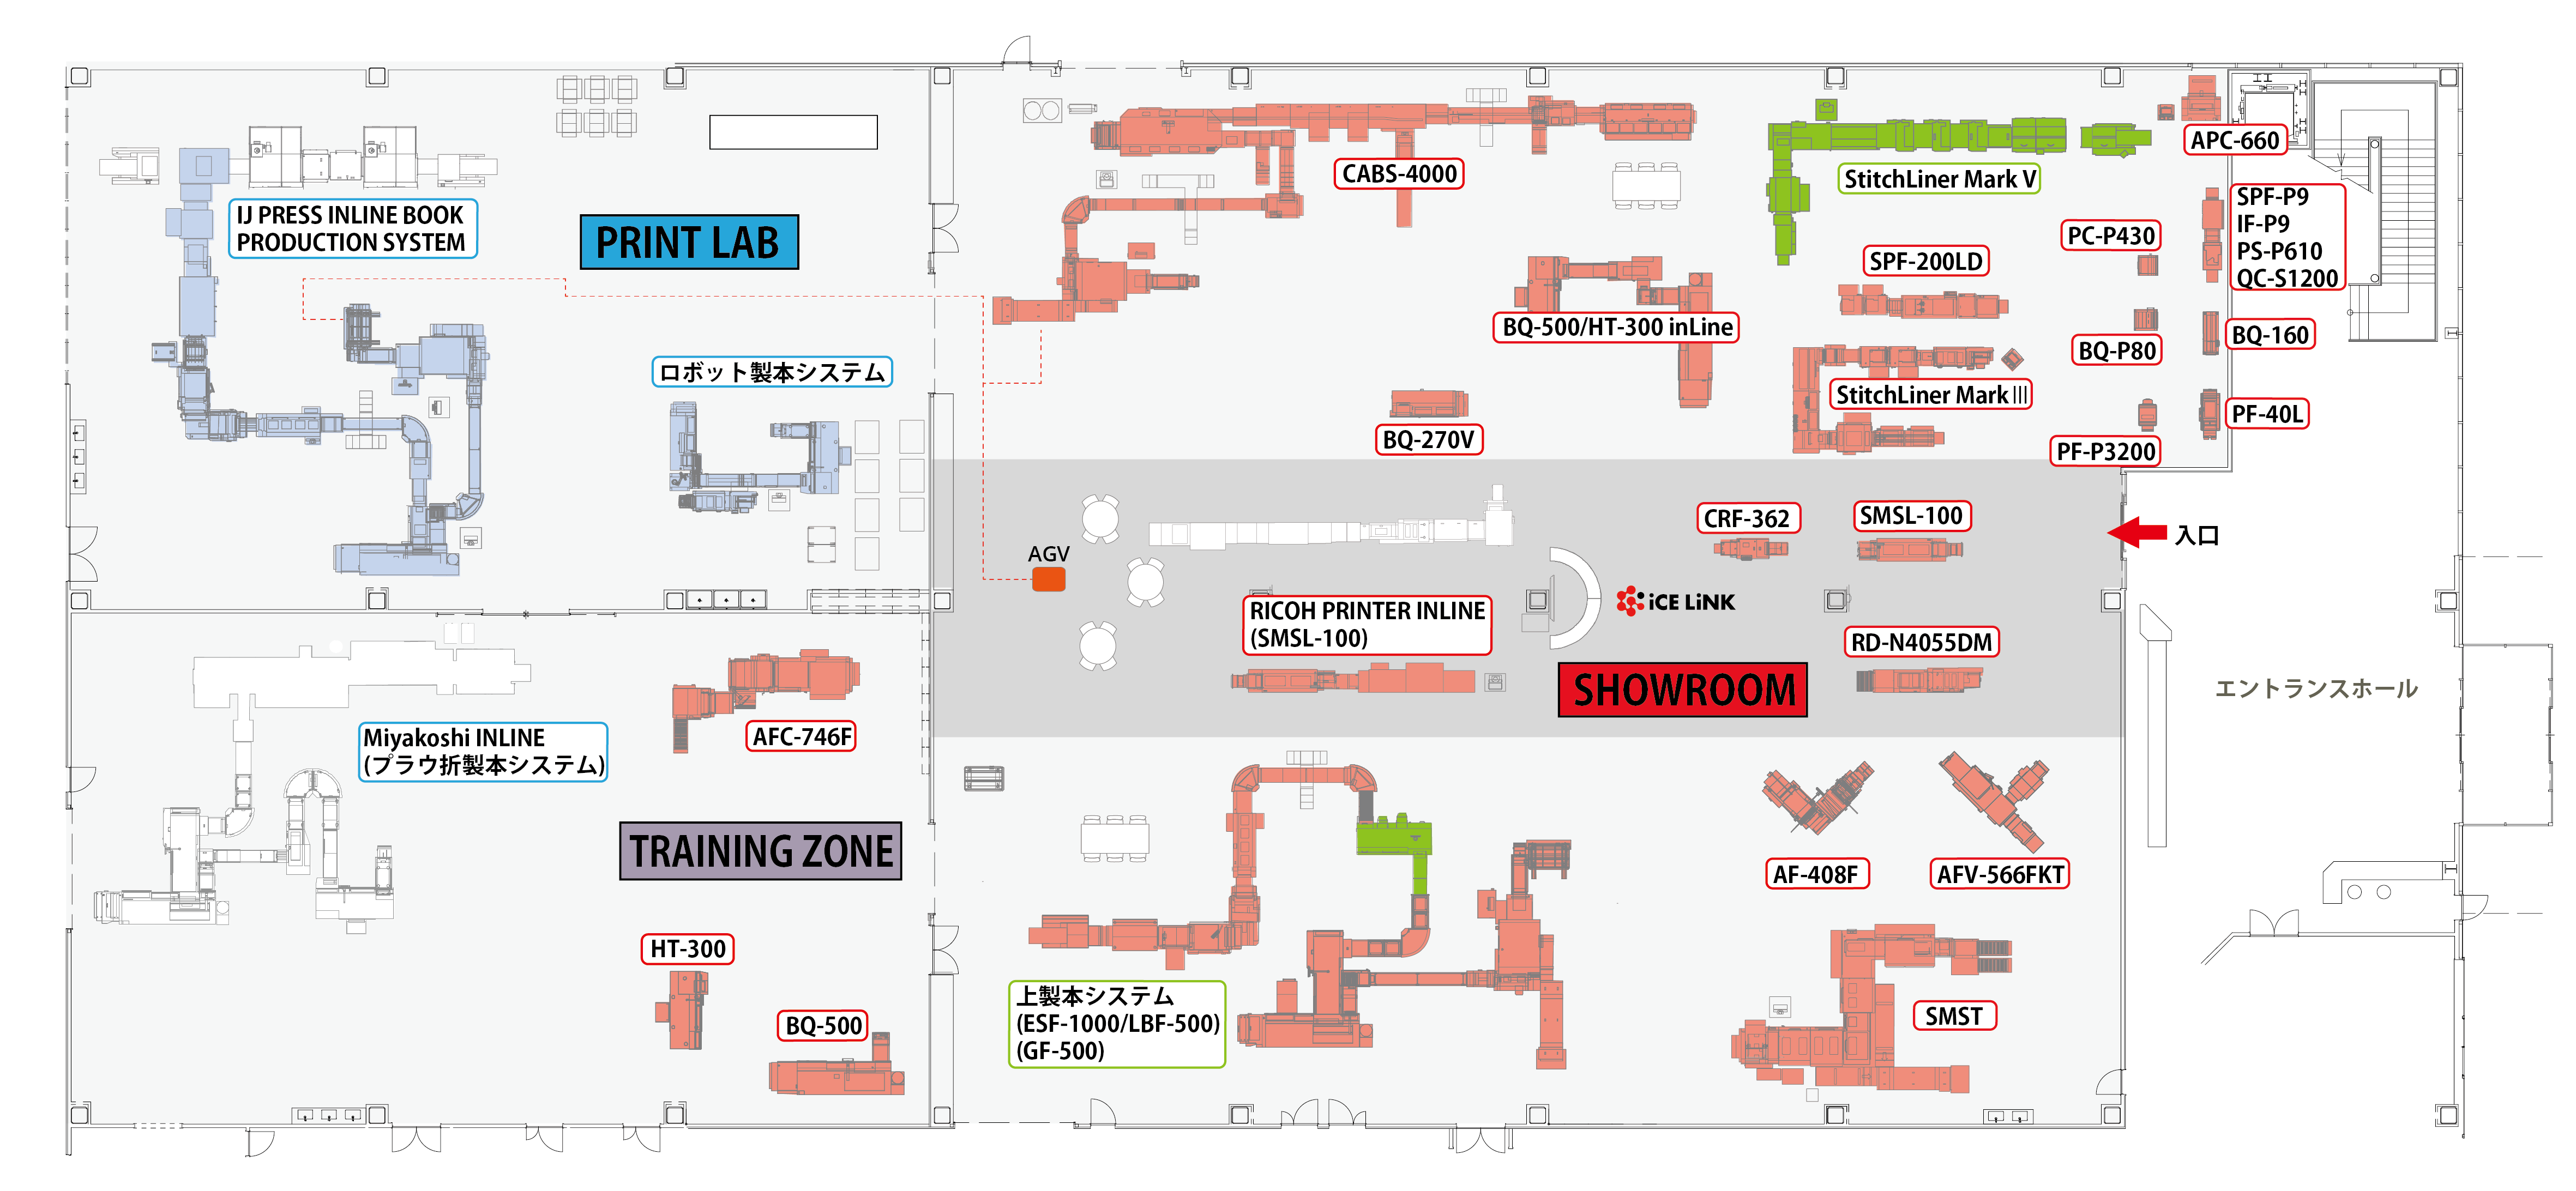 APC-660
CABS-4000
StitchLiner Mark V
SPF-P9
IF-P9
PS-P610
QC-S1200
IJ PRESS INLINE BOOK
PRODUCTION SYSTEM
PRINT LAB
PC-P430
SPF-200LD
BQ-500/HT-300 inLine
BQ-P80
BQ-160
ロボット製本システム
StitchLiner MarkⅢ
PF-40L
BQ-270V
PF-P3200
CRF-362
SMSL-100
入口
AGV
iCE LiNK
RICOH PRINTER INLINE
(SMSL-100)
RD-N4055DM
SHOWROOM
エントランスホール
Miyakoshi INLINE
(プラウ折製本システム)
AFC-746F
TRAINING ZONE
AF-408F
AFV-566FKT
HT-300
BQ-500
上製本システム
(ESF-1000/LBF-500)
(GF-500)
SMST